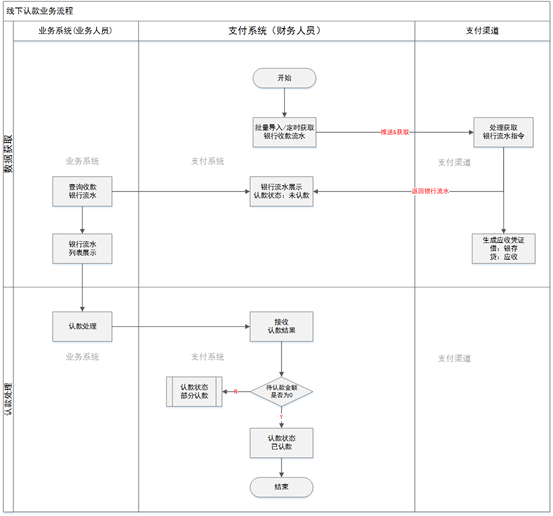 线下认款业务流程
业务系统(业务人员)
支付系统（财务人员）
支付渠道
数据获取
开始
批量导入/定时获取
银行收款流水
推送&获取
处理获取
银行流水指令
业务系统
支付系统
支付渠道
查询收款
银行流水
银行流水展示
认款状态：未认款
返回银行流水
银行流水
列表展示
生成应收凭证
借：银存
贷：应收
认款处理
认款处理
接收
认款结果
业务系统
支付系统
支付渠道
认款状态
部分认款
N
待认款金额
是否为0
Y
认款状态
已认款
结束